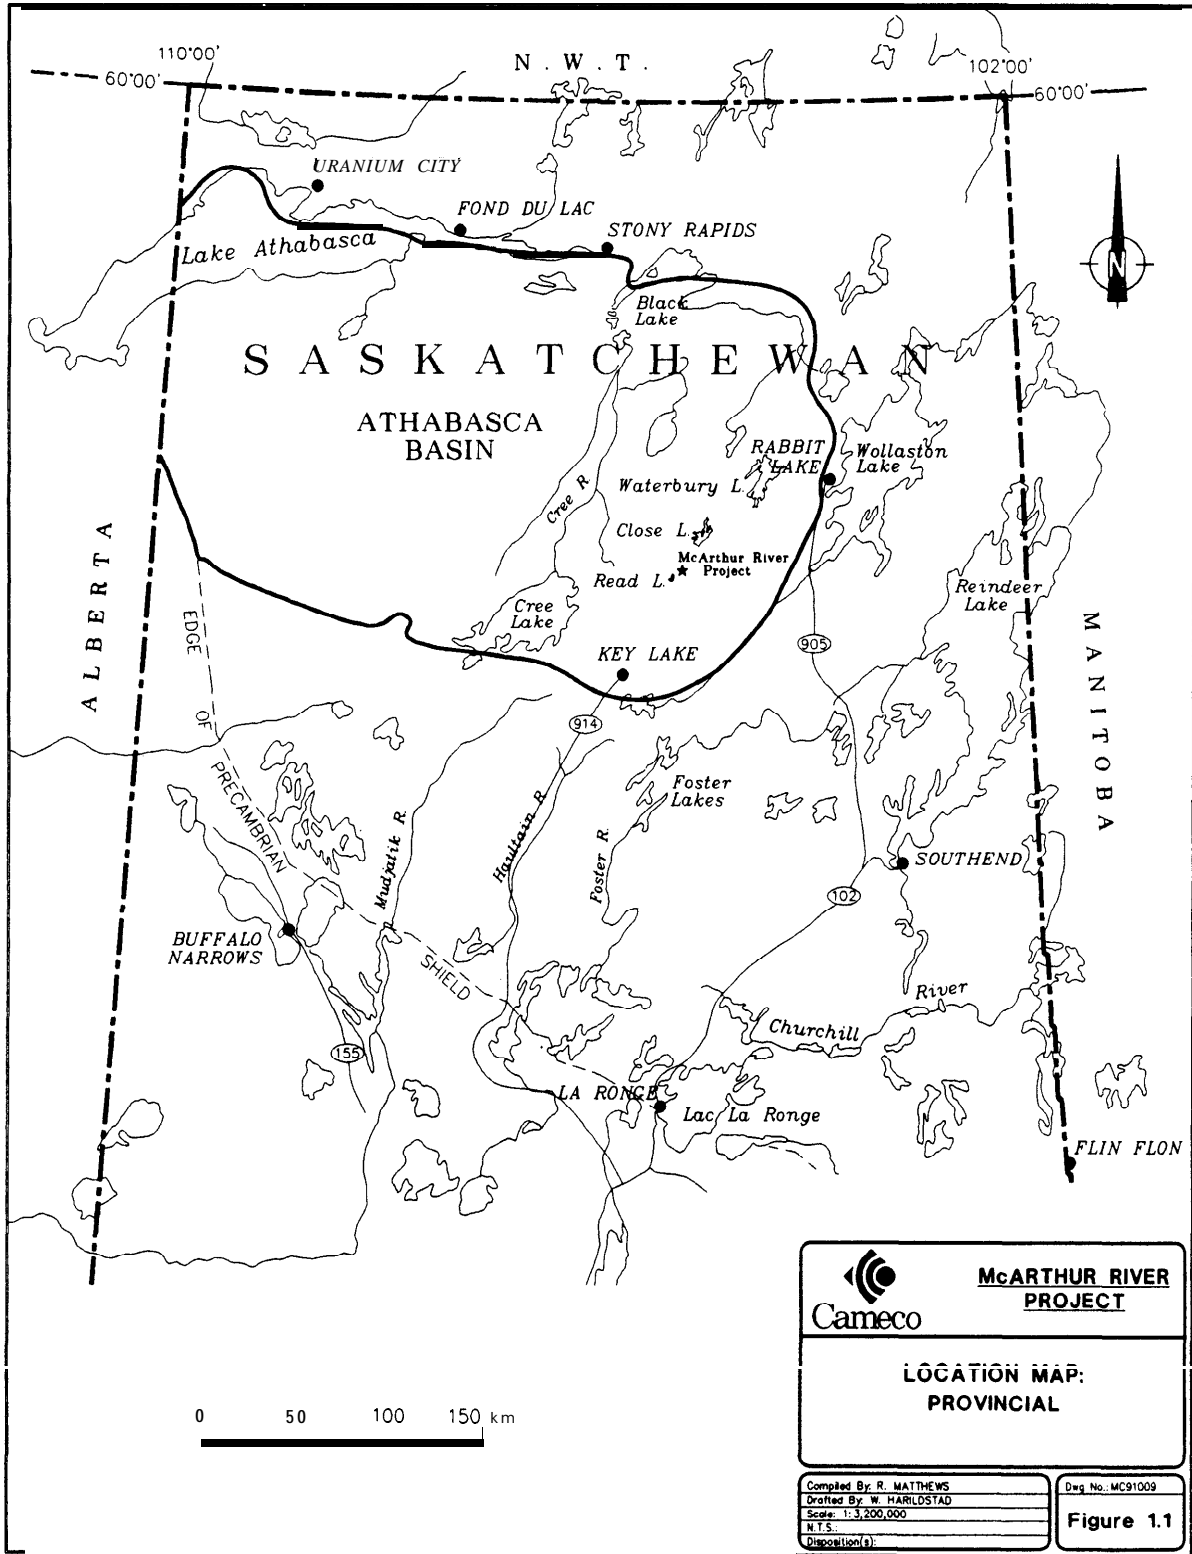 110°00'
N.W.T.
102°00'
60°00'
60°00'
URANIUM CITY
FOND DU LAC
STONY RAPIDS
Lake Athabasca
N
Black
Lake
SASKATCHEWAN
ATHABASCA
BASIN
RABBIT
LAKE
Wollaston
Lake
Waterbury L.
Cree R
Close L.
McArthur River
Project
Read L.
Reindeer
Lake
Cree
Lake
ALBERTA
MANITOBA
EDGE
OF
PRECAMBRIAN
SHIELD
KEY LAKE
905
914
Foster
Lakes
Mudjatik R.
Haultain R
Foster R.
SOUTHEND
102
BUFFALO
NARROWS
River
Churchill
155
LA RONGE
Lac La Ronge
FLIN FLON
Cameco
McARTHUR RIVER
PROJECT
LOCATION MAP:
PROVINCIAL
0 50 100 150 km
Compiled By: R. MATTHEWS
Drafted By: W. HARILDSTAD
Scale: 1:3,200,000
N.T.S.:
Disposition(s):
Dwg No.: MC91009
Figure 1.1